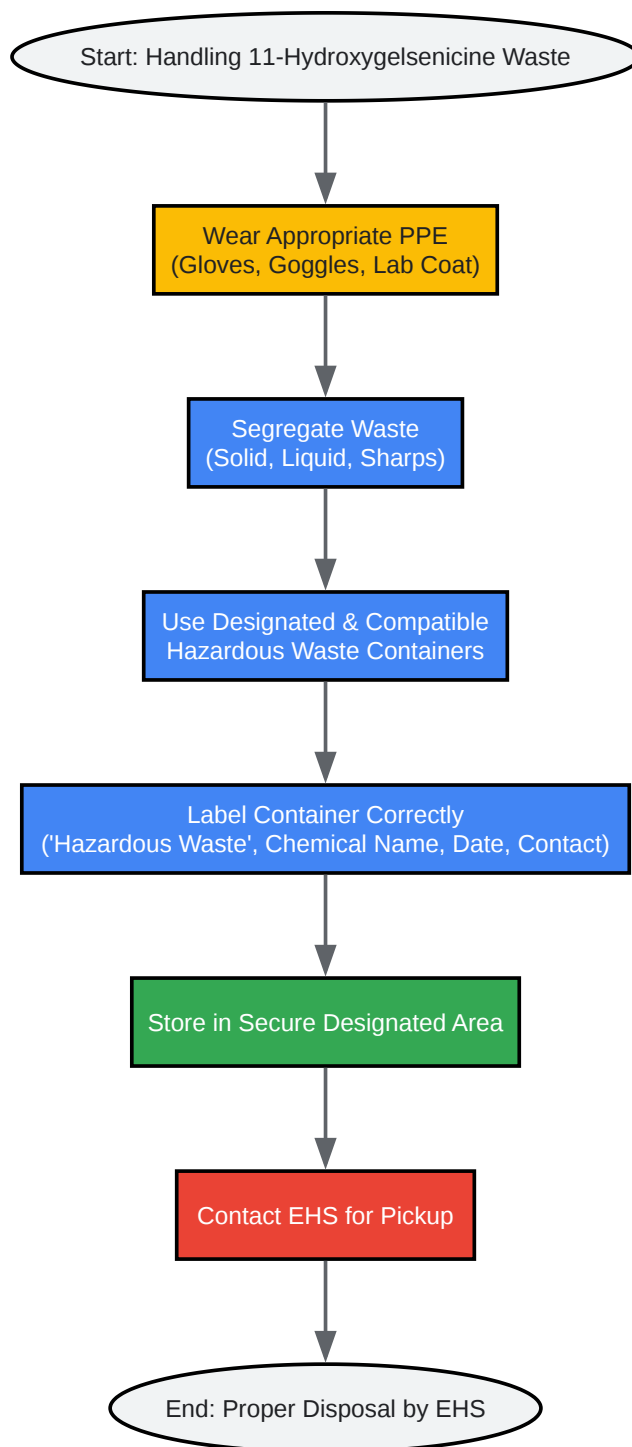 Start: Handling 11-Hydroxygelsenicine Waste
Wear Appropriate PPE
(Gloves, Goggles, Lab Coat)
Segregate Waste
(Solid, Liquid, Sharps)
Use Designated & Compatible
Hazardous Waste Containers
Label Container Correctly
('Hazardous Waste', Chemical Name, Date, Contact)
Store in Secure Designated Area
Contact EHS for Pickup
End: Proper Disposal by EHS